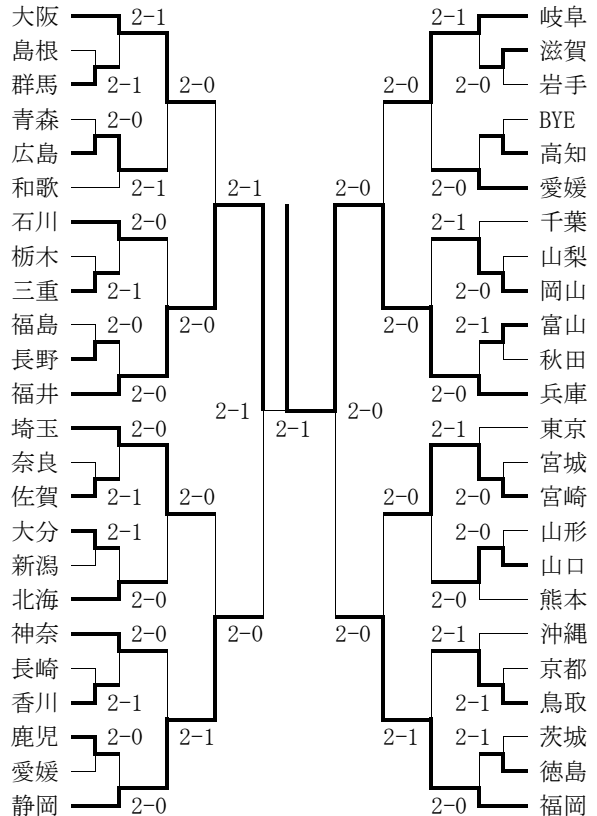 大阪 2-1 2-1 岐阜
島根 滋賀
群馬 2-1 2-0 2-0 2-0 岩手
青森 2-0 BYE
広島 高知
和歌 2-1 2-1 2-0 2-0 愛媛
石川 2-0 2-1 千葉
栃木 山梨
三重 2-1 2-0 岡山
福島 2-0 2-0 2-0 2-1 富山
長野 秋田
福井 2-0 2-0 兵庫
2-1 2-0
埼玉 2-0 2-1 2-1 東京
奈良 宮城
佐賀 2-1 2-0 2-0 2-0 宮崎
大分 2-1 2-0 山形
新潟 山口
北海 2-0 2-0 熊本
神奈 2-0 2-0 2-0 2-1 沖縄
長崎 京都
香川 2-1 2-1 鳥取
鹿児 2-0 2-1 2-1 2-1 茨城
愛媛 徳島
静岡 2-0 2-0 福岡